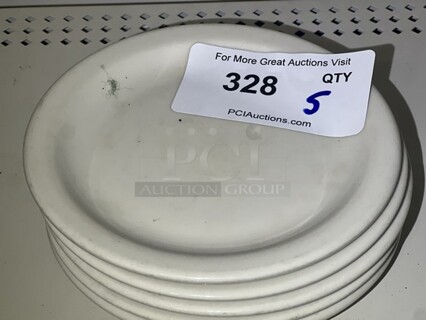 For More Great Auctions Visit
328 QTY
5
PCIAuctions.com
PCI
AUCTION GROUP